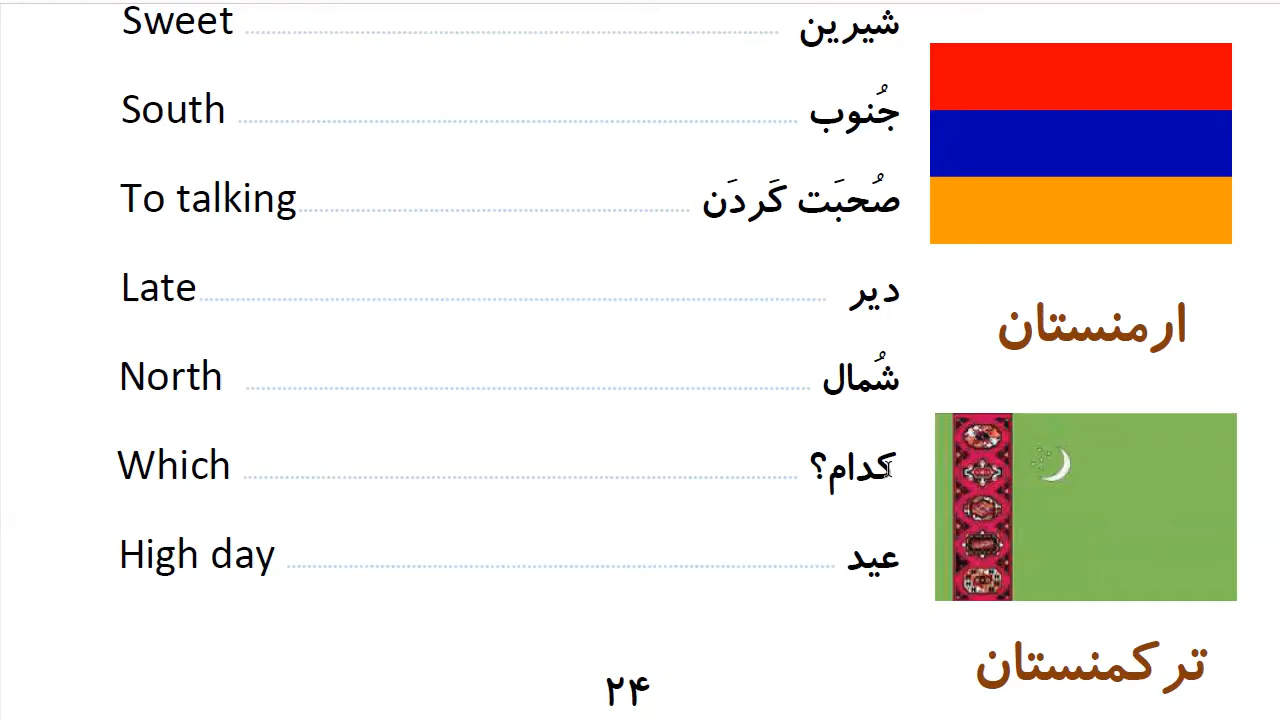 Sweet ........ شیرین
South ........ جُنوب
To talking ........ صُحبَت کَردَن
Late ........ دیر
North ........ شُمال
Which ........ کدام؟
High day ........ عید
ارمنستان
ترکمنستان
۲۴